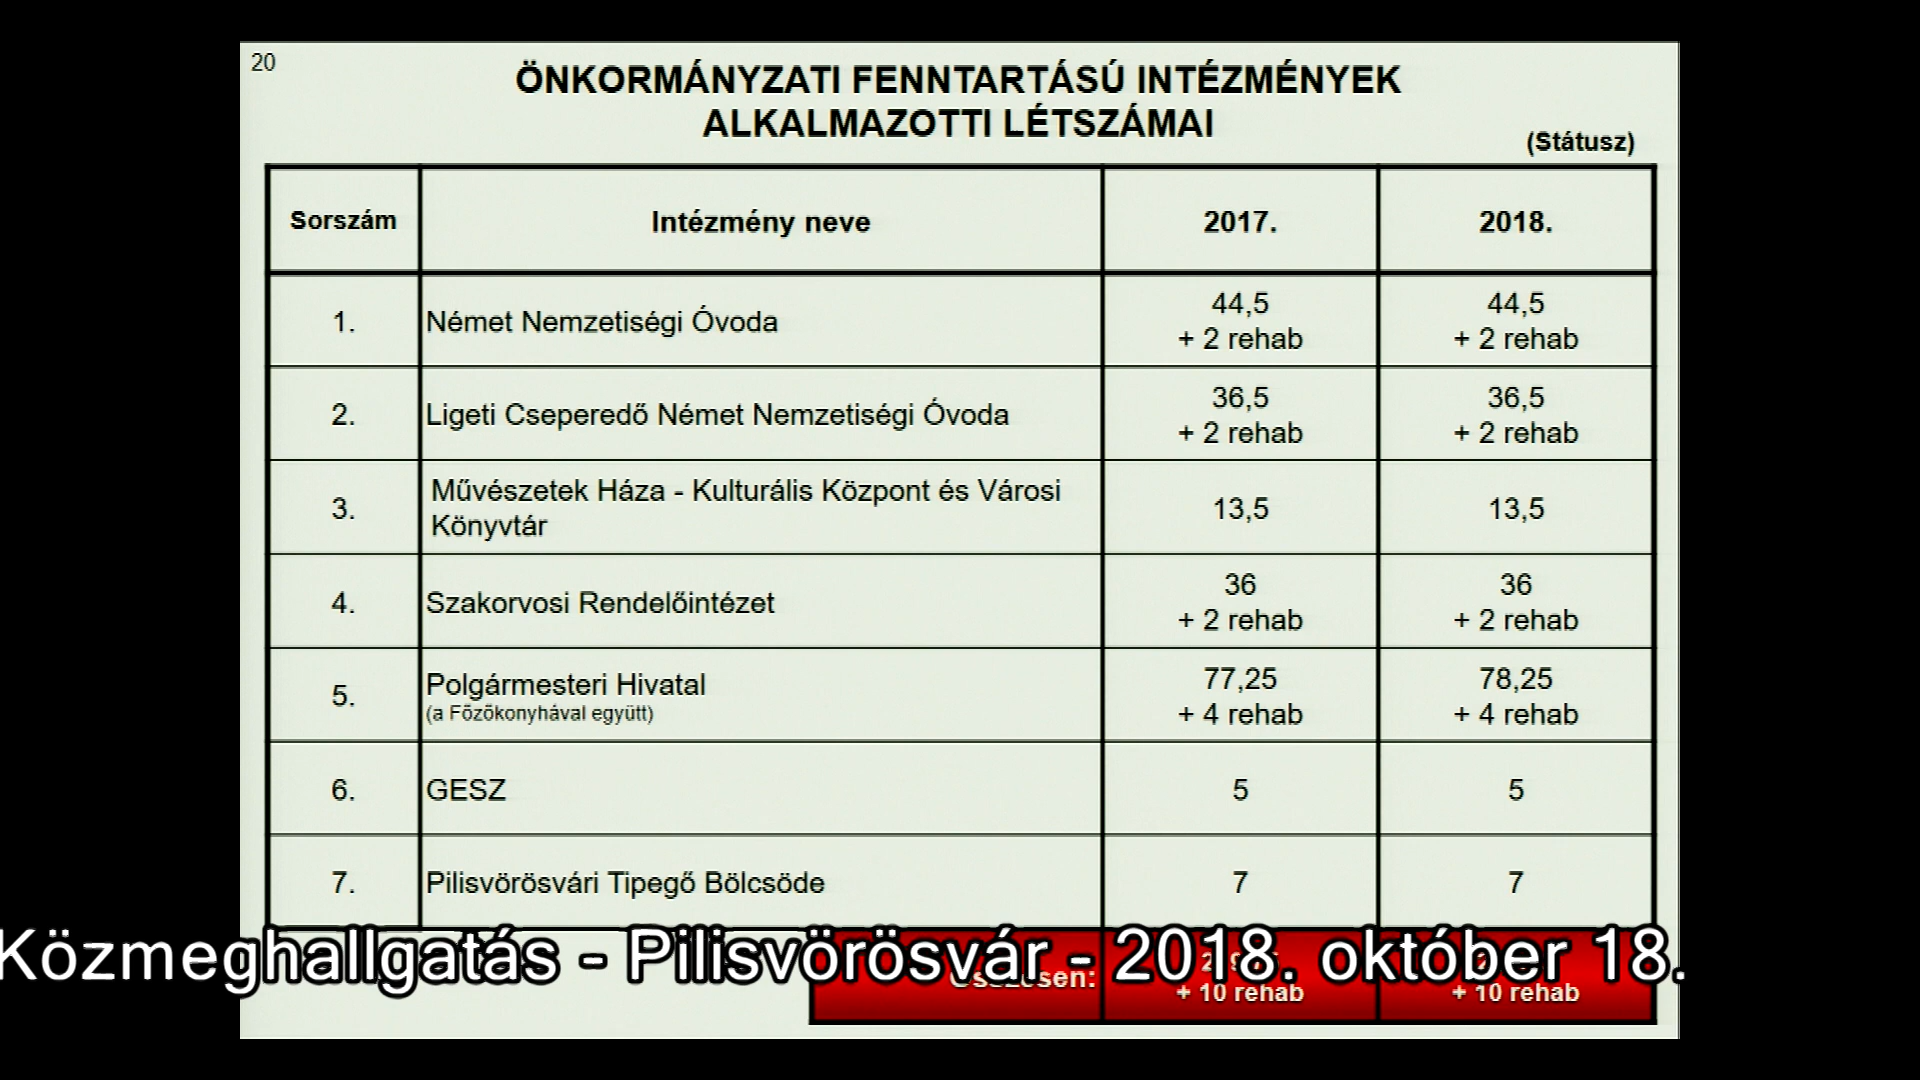 20
ÖNKORMÁNYZATI FENNTARTÁSÚ INTÉZMÉNYEK
ALKALMAZOTTI LÉTSZÁMAI
(Státusz)
Sorszám Intézmény neve 2017. 2018.
1. Német Nemzetiségi Óvoda 44,5 + 2 rehab 44,5 + 2 rehab
2. Ligeti Cseperedő Német Nemzetiségi Óvoda 36,5 + 2 rehab 36,5 + 2 rehab
3. Művészetek Háza - Kulturális Központ és Városi
Könyvtár 13,5 13,5
4. Szakorvosi Rendelőintézet 36 + 2 rehab 36 + 2 rehab
5. Polgármesteri Hivatal 77,25 + 4 rehab 78,25 + 4 rehab
(a Főzőkonyhával együtt)
6. GESZ 5 5
7. Pilisvörösvári Tipegő Bölcsöde 7 7
Közmeghallgatás - Pilisvörösvár - 2018. október 18.
Összesen: + 10 rehab + 10 rehab